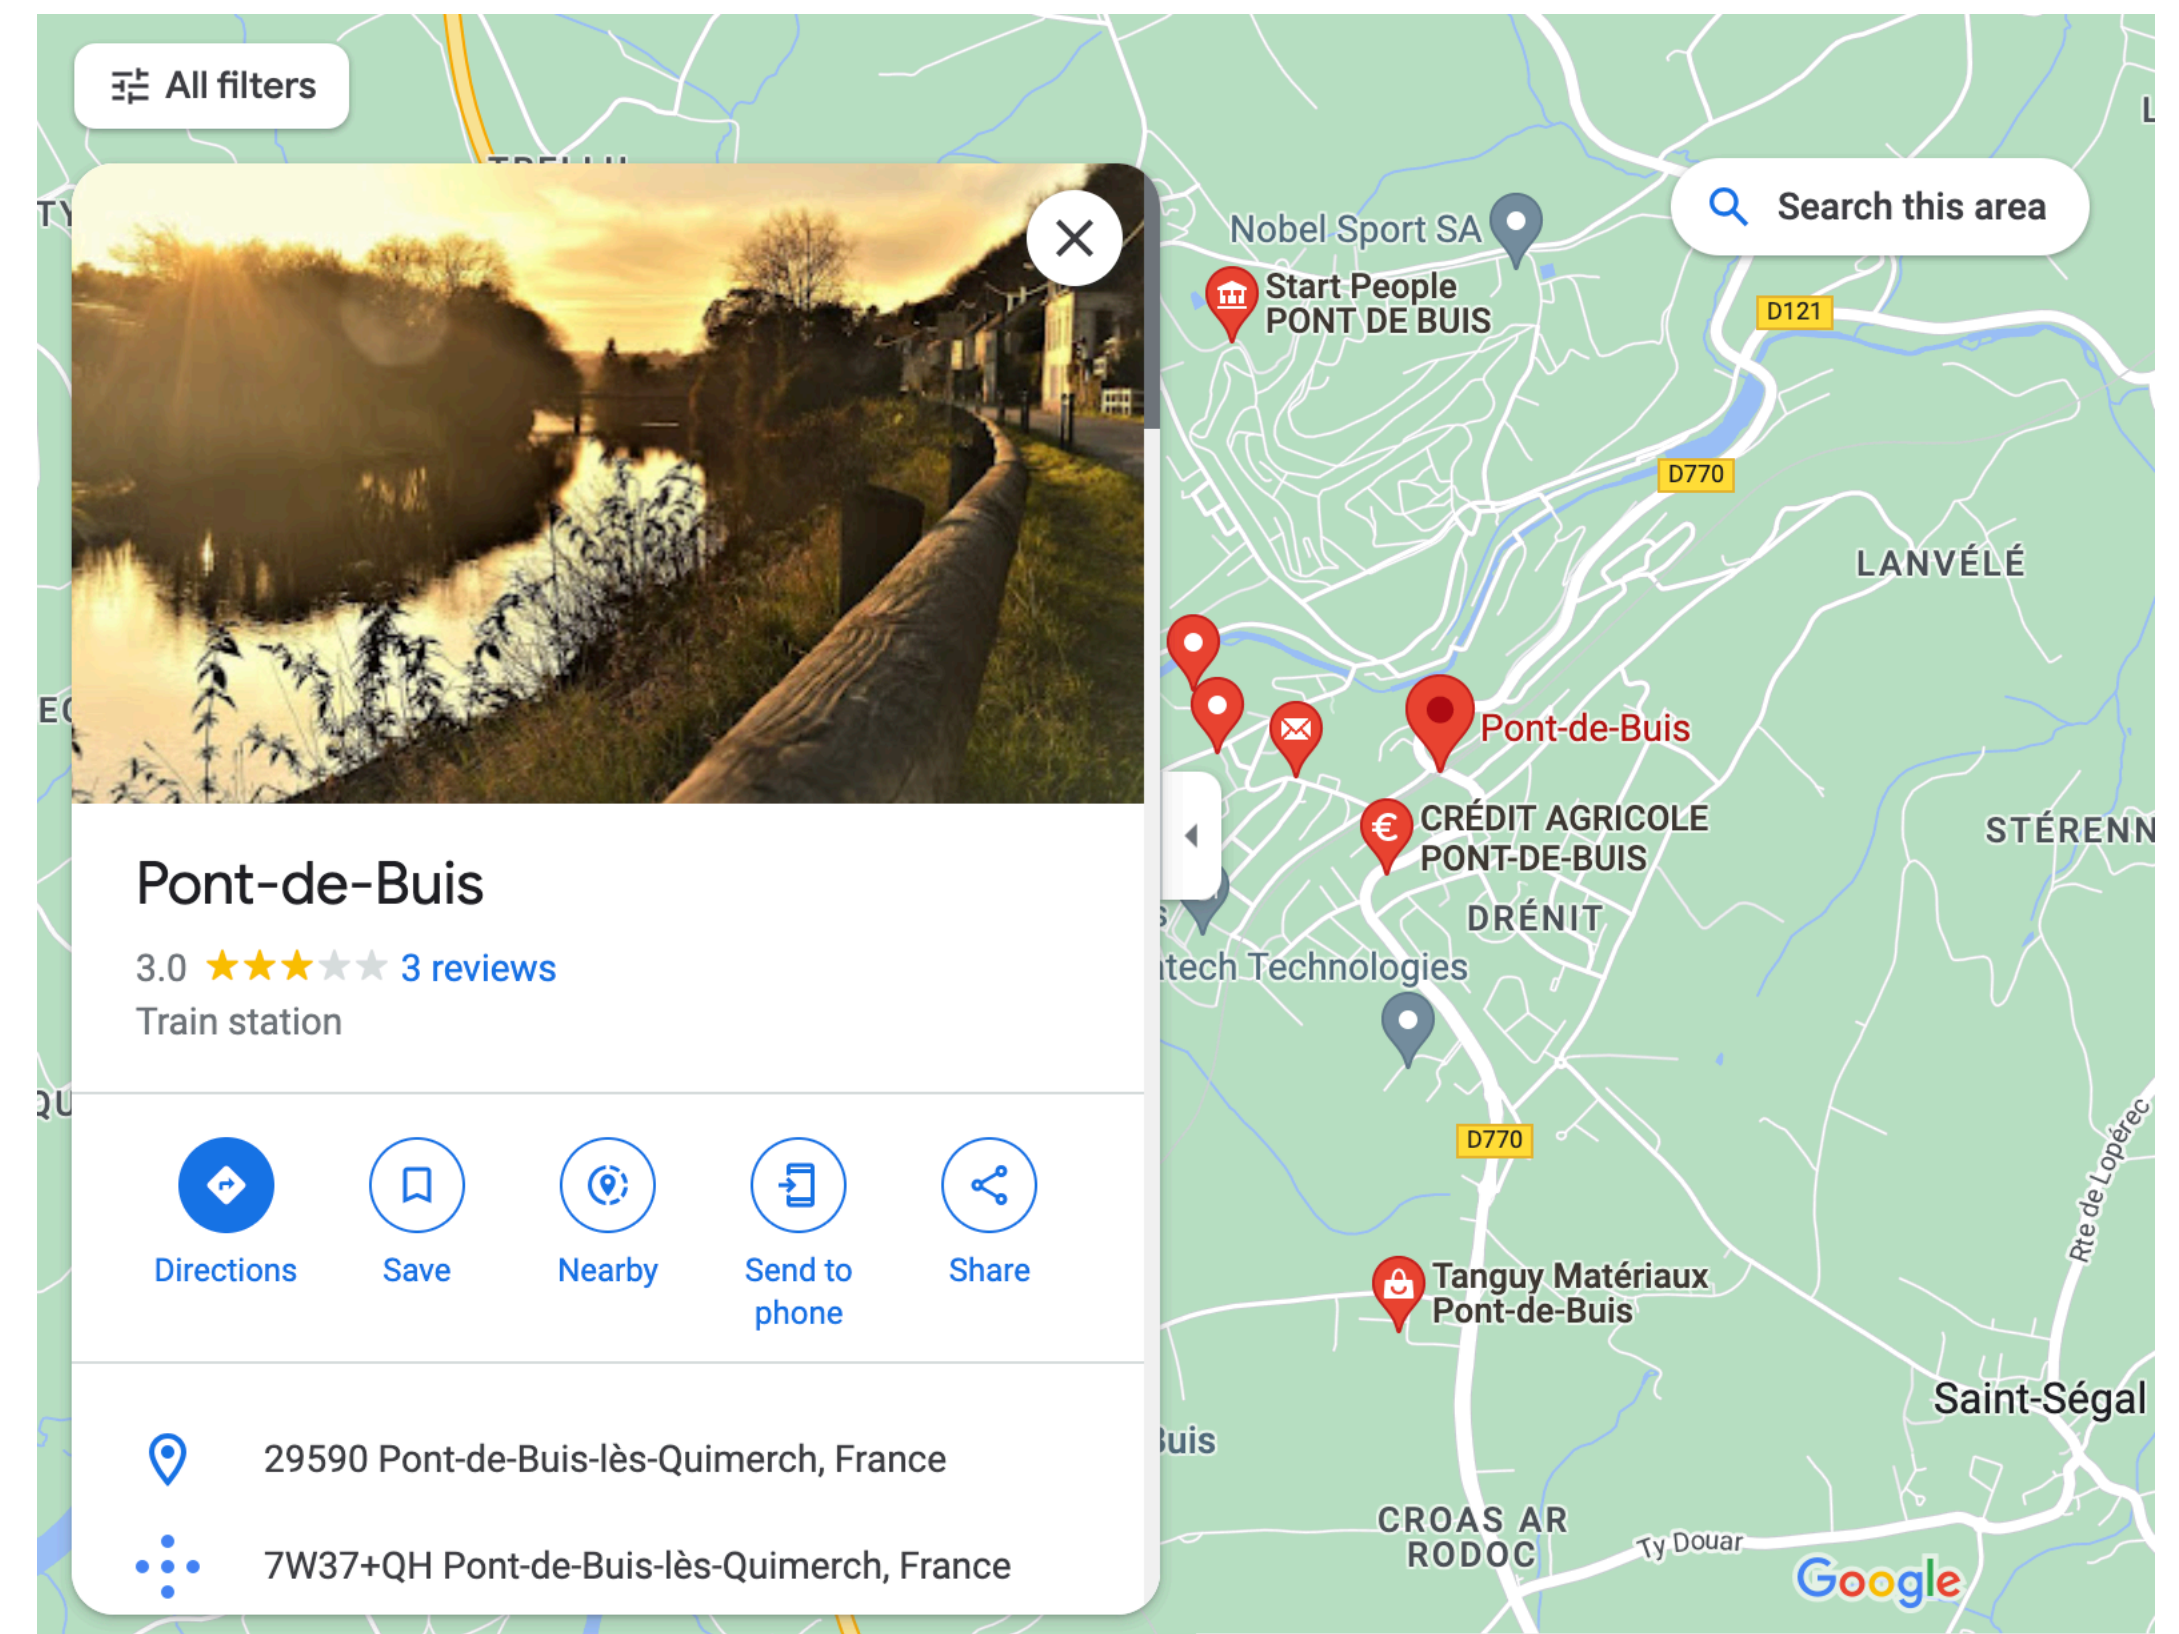 All filters
TRELLU
Nobel Sport SA
Start People
PONT DE BUIS
Search this area
D121
D770
LANVÉLÉ
Pont-de-Buis
CRÉDIT AGRICOLE
PONT-DE-BUIS
STÉRENN
DRÉNIT
ntech Technologies
D770
Rte de Lopérec
Tanguy Matériaux
Pont-de-Buis
Saint-Ségal
Buis
CROAS AR
RODOC
Ty Douar
Google
Pont-de-Buis
3.0 3 reviews
Train station
Directions
Save
Nearby
Send to
phone
Share
29590 Pont-de-Buis-lès-Quimerch, France
7W37+QH Pont-de-Buis-lès-Quimerch, France